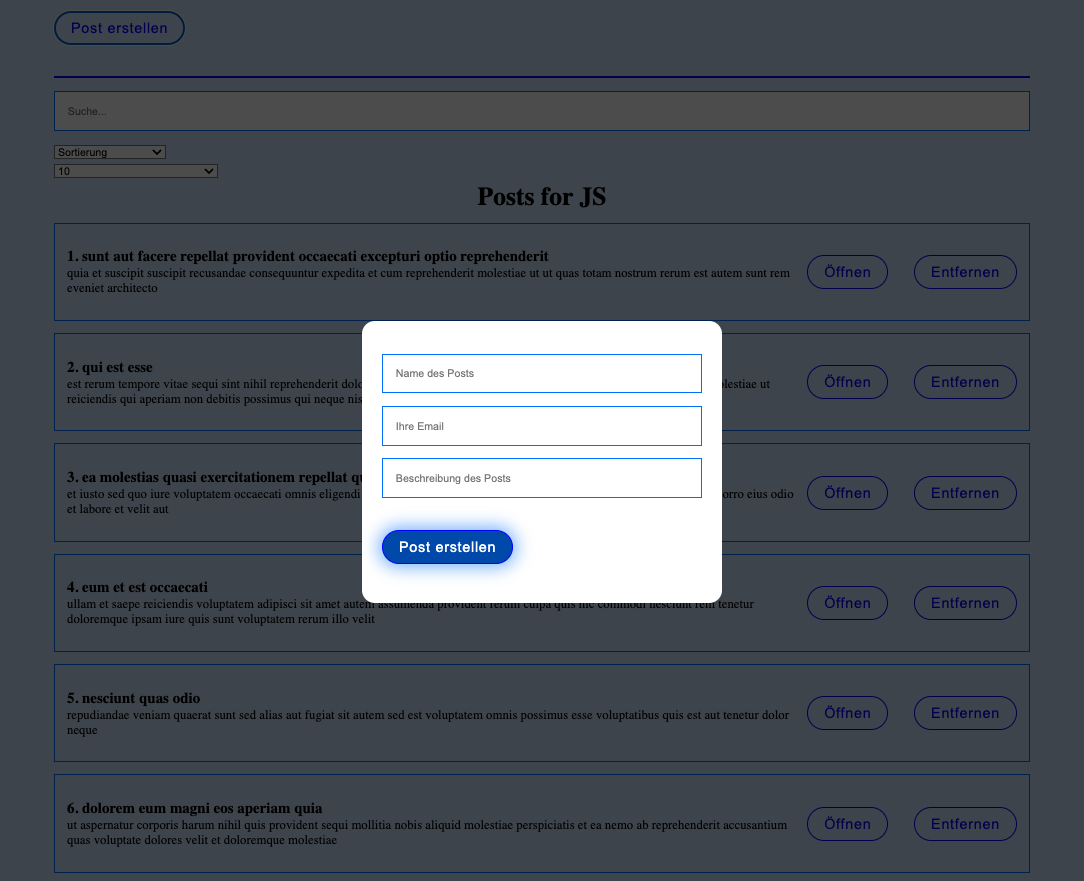 Post erstellen
Suche...
Sortierung
10
Posts for JS
1. sunt aut facere repellat provident occaecati excepturi optio reprehenderit
quia et suscipit suscipit recusandae consequuntur expedita et cum reprehenderit molestiae ut ut quas totam nostrum rerum est autem sunt rem
eveniet architecto
Öffnen
Entfernen
2. qui est esse
est rerum tempore vitae sequi sint nihil reprehenderit
olestiae ut
reiciendis qui aperiam non debitis possimus qui neque
Öffnen
Entfernen
3. ea molestias quasi exercitationem repellat
et iusto sed quo iure voluptatem occaecati omnis eligendi
orro eius odio
et labore et velit aut
Öffnen
Entfernen
Name des Posts
Ihre Email
Beschreibung des Posts
Post erstellen
4. eum et est occaecati
ullam et saepe reiciendis voluptatem adipisci sit amet autem assumenda provident rerum culpa quis hic commodi nesciunt rem tenetur
doloremque ipsam iure quis sunt voluptatem rerum illo velit
Öffnen
Entfernen
5. nesciunt quas odio
repudiandae veniam quaerat sunt sed alias aut fugiat sit autem sed est voluptatem omnis possimus esse voluptatibus quis est aut tenetur dolor
neque
Öffnen
Entfernen
6. dolorem eum magni eos aperiam quia
ut aspernatur corporis harum nihil quis provident sequi mollitia nobis aliquid molestiae perspiciatis et ea nemo ab reprehenderit accusantium
quas voluptate dolores velit et doloremque molestiae
Öffnen
Entfernen